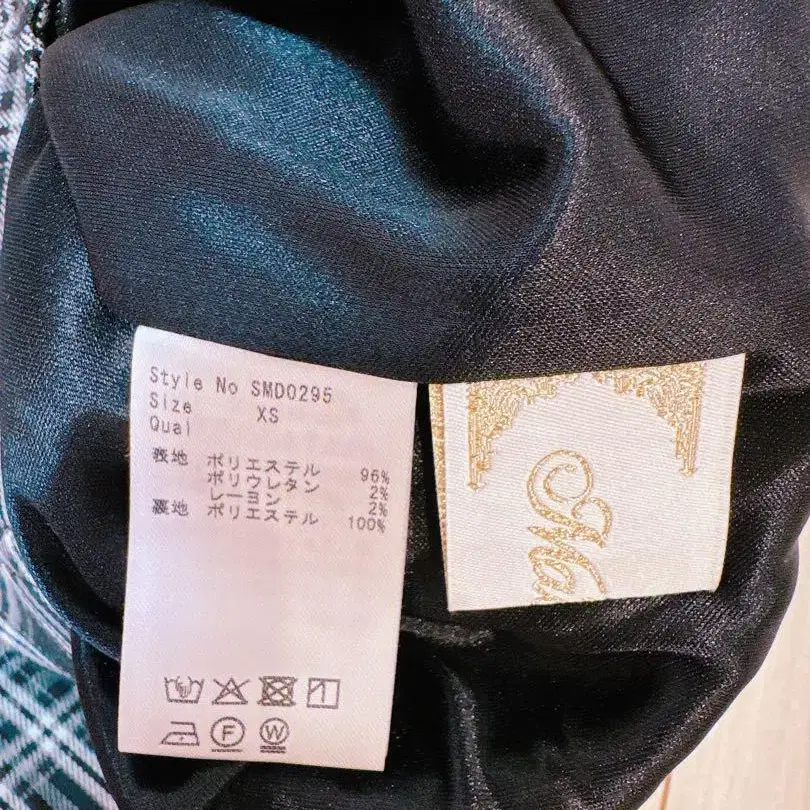 Style No SMD0295
Size XS
Qual
表地 ポリエステル 96%
ポリウレタン 2%
レーヨン 2%
裏地 ポリエステル 100%
F W